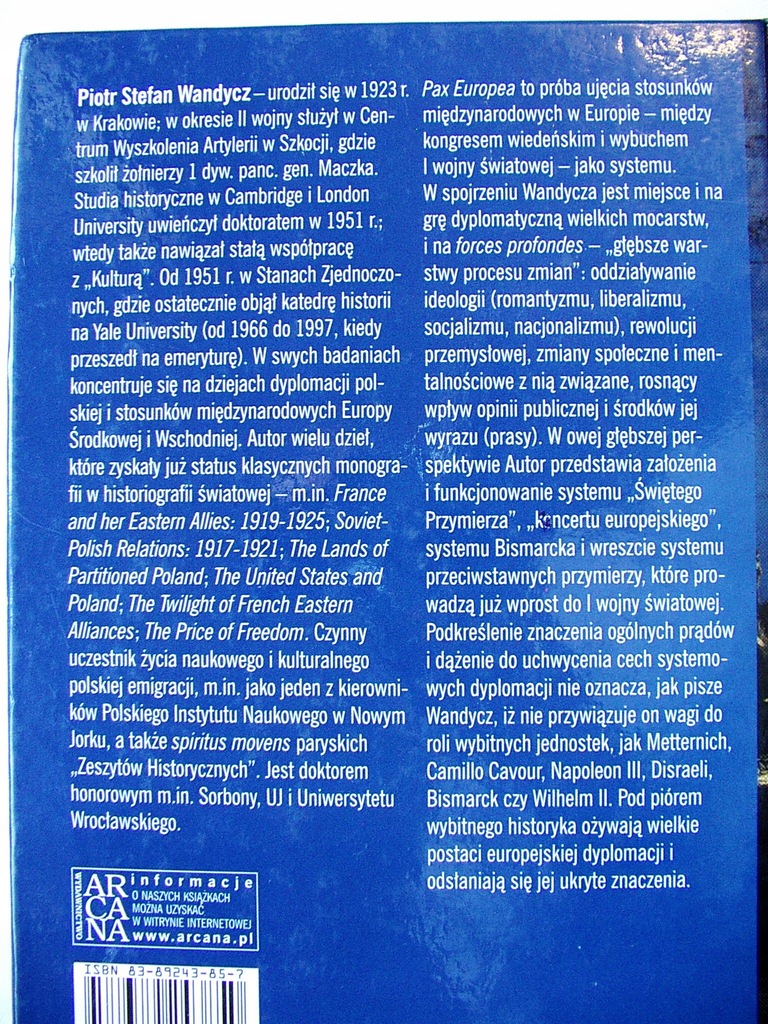 Piotr Stefan Wandycz – urodził się w 1923 r.
w Krakowie; w okresie II wojny służył w Cen-
trum Wyszkolenia Artylerii w Szkocji, gdzie
szkolił żołnierzy 1 dyw. panc. gen. Maczka.
Studia historyczne w Cambridge i London
University uwieńczył doktoratem w 1951 r.;
wtedy także nawiązał stałą współpracę
z „Kulturą”. Od 1951 r. w Stanach Zjednoczo-
nych, gdzie ostatecznie objął katedrę historii
na Yale University (od 1966 do 1997, kiedy
przeszedł na emeryturę). W swych badaniach
koncentruje się na dziejach dyplomacji pol-
skiej i stosunków międzynarodowych Europy
Środkowej i Wschodniej. Autor wielu dzieł,
które zyskały już status klasycznych monogra-
fii w historiografii światowej – m.in. France
and her Eastern Allies: 1919-1925; Soviet-
Polish Relations: 1917-1921; The Lands of
Partitioned Poland; The United States and
Poland; The Twilight of French Eastern
Alliances; The Price of Freedom. Czynny
uczestnik życia naukowego i kulturalnego
polskiej emigracji, m.in. jako jeden z kierowni-
ków Polskiego Instytutu Naukowego w Nowym
Jorku, a także spiritus movens paryskich
„Zeszytów Historycznych”. Jest doktorem
honorowym m.in. Sorbony, UJ i Uniwersytetu
Wrocławskiego.
Pax Europea to próba ujęcia stosunków
międzynarodowych w Europie – między
kongresem wiedeńskim i wybuchem
I wojny światowej – jako systemu.
W spojrzeniu Wandycza jest miejsce i na
grę dyplomatyczną wielkich mocarstw,
i na forces profondes – „głębsze war-
stwy procesu zmian”: oddziaływanie
ideologii (romantyzmu, liberalizmu,
socjalizmu, nacjonalizmu), rewolucji
przemysłowej, zmiany społeczne i men-
talnościowe z nią związane, rosnący
wpływ opinii publicznej i środków jej
wyrazu (prasy). W owej głębszej per-
spektywie Autor przedstawia założenia
i funkcjonowanie systemu „Świętego
Przymierza”, „Koncertu europejskiego”,
systemu Bismarcka i wreszcie systemu
przeciwstawnych przymierzy, które pro-
wadzą już wprost do I wojny światowej.
Podkreślenie znaczenia ogólnych prądów
i dążenie do uchwycenia cech systemo-
wych dyplomacji nie oznacza, jak pisze
Wandycz, iż nie przywiązuje on wagi do
roli wybitnych jednostek, jak Metternich,
Camillo Cavour, Napoleon III, Disraeli,
Bismarck czy Wilhelm II. Pod piórem
wybitnego historyka ożywają wielkie
postaci europejskiej dyplomacji i
odsłaniają się jej ukryte znaczenia.
WYDAWNICTWO
ARCANA
informacje
O NASZYCH KSIĄŻKACH
MOŻNA UZYSKAĆ
W WITRYNIE INTERNETOWEJ
www.arcana.pl
ISBN 83-89243-85-7